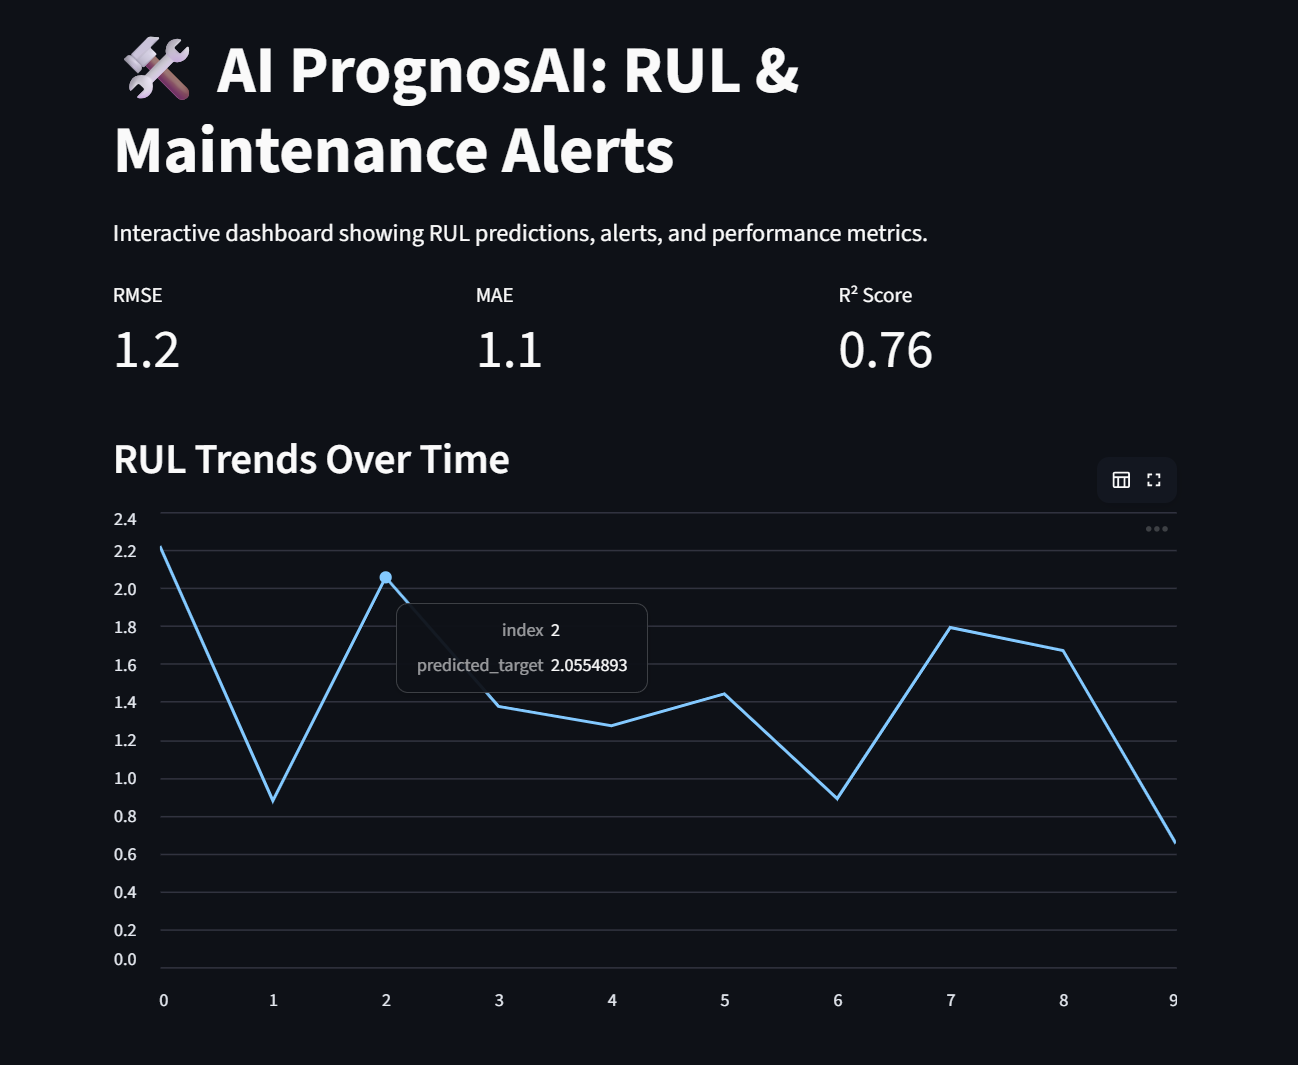 AI PrognosAI: RUL &
Maintenance Alerts
Interactive dashboard showing RUL predictions, alerts, and performance metrics.
RMSE
1.2
MAE
1.1
R² Score
0.76
RUL Trends Over Time
2.4
2.2
2.0
1.8
1.6
1.4
1.2
1.0
0.8
0.6
0.4
0.2
0.0
index 2
predicted_target 2.0554893
0 1 2 3 4 5 6 7 8 9